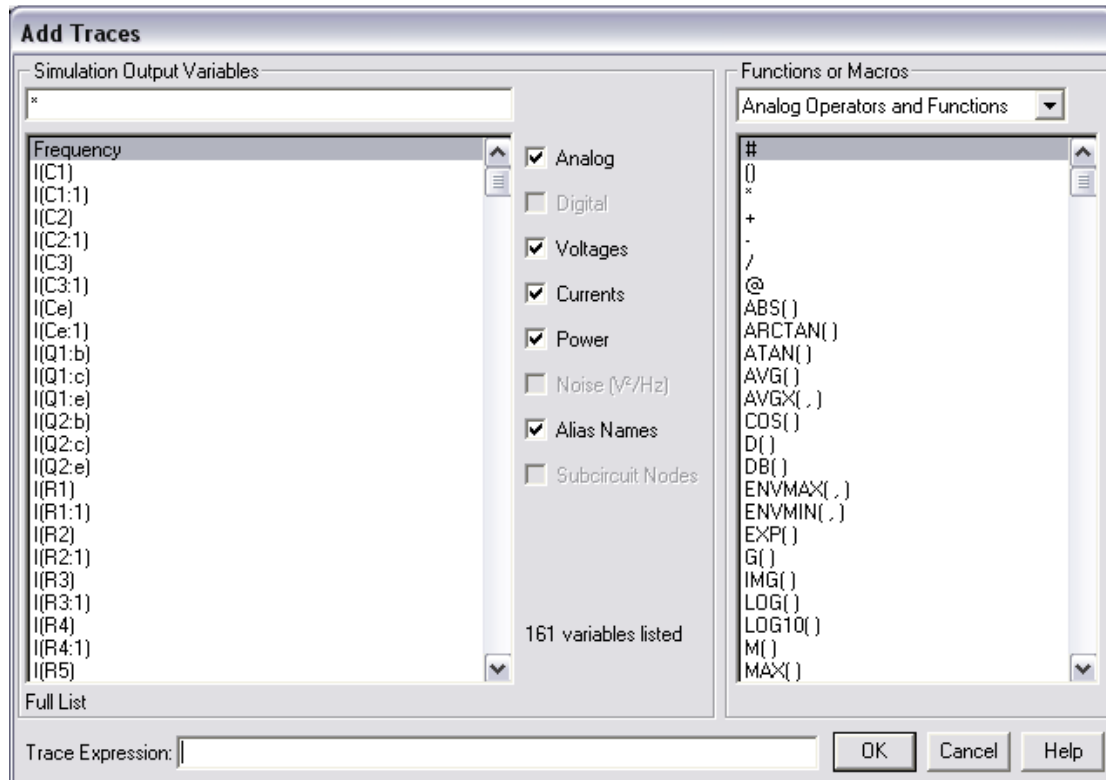 Add Traces
Simulation Output Variables
*
Frequency
I(C1)
I(C1:1)
I(C2)
I(C2:1)
I(C3)
I(C3:1)
I(Ce)
I(Ce:1)
I(Q1:b)
I(Q1:c)
I(Q1:e)
I(Q2:b)
I(Q2:c)
I(Q2:e)
I(R1)
I(R1:1)
I(R2)
I(R2:1)
I(R3)
I(R3:1)
I(R4)
I(R4:1)
I(R5)
Full List
Analog
Digital
Voltages
Currents
Power
Noise (V²/Hz)
Alias Names
Subcircuit Nodes
161 variables listed
Functions or Macros
Analog Operators and Functions
#
()
*
+
-
/
@
ABS( )
ARCTAN( )
ATAN( )
AVG( )
AVGX( , )
COS( )
D( )
DB( )
ENVMAX( , )
ENVMIN( , )
EXP( )
G( )
IMG( )
LOG( )
LOG10( )
M( )
MAX( )
Trace Expression:
OK
Cancel
Help